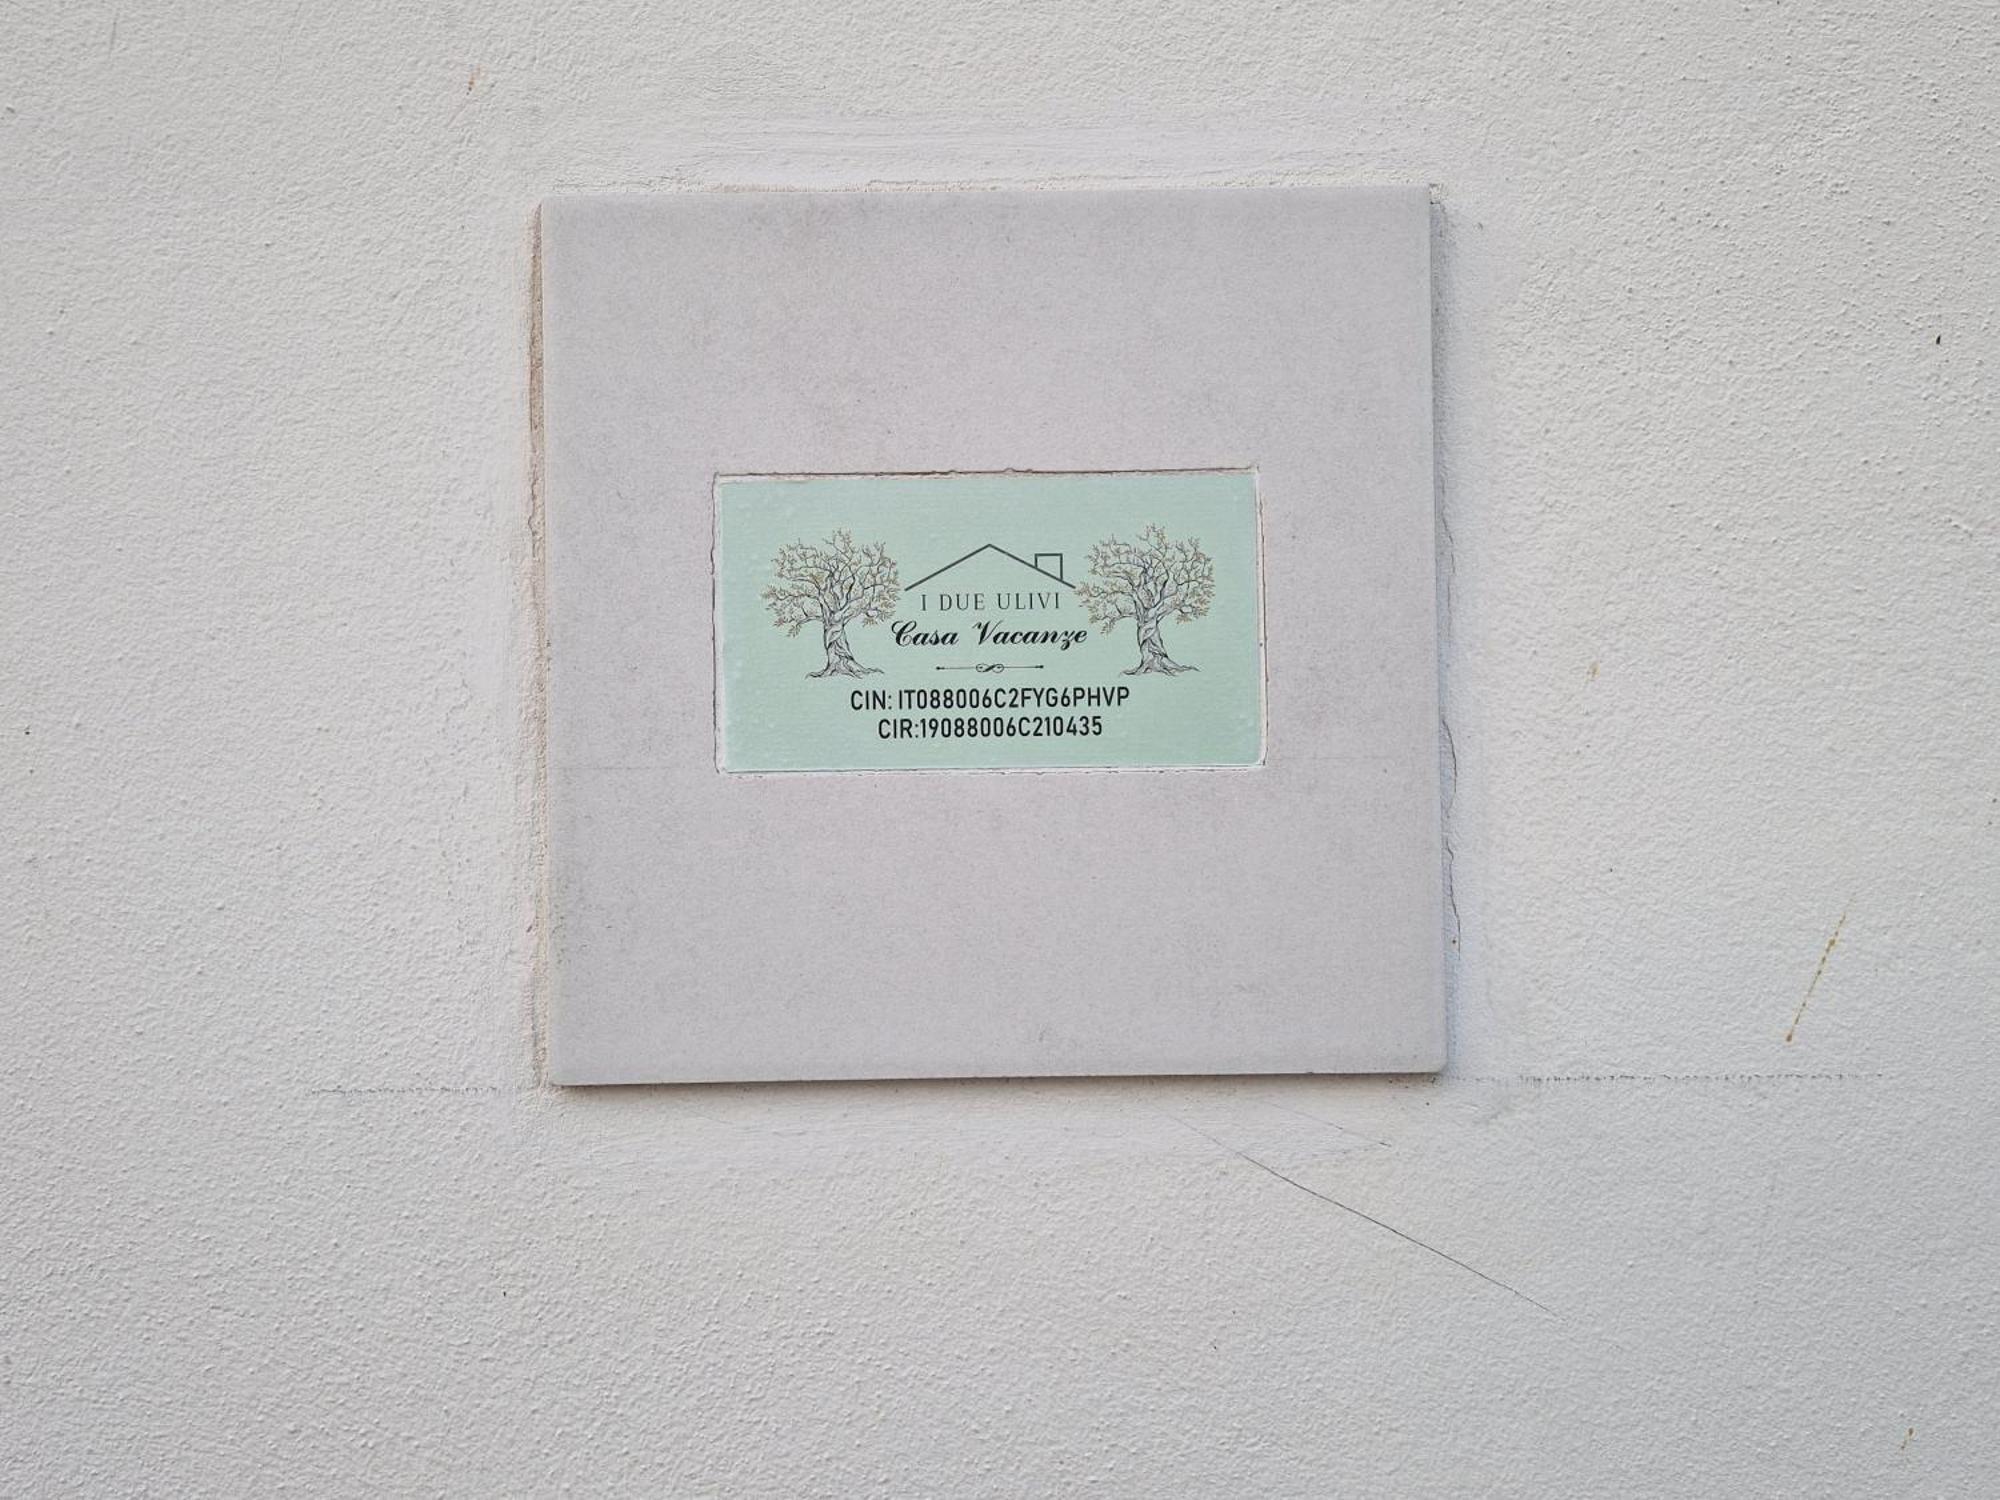 I DUE ULIVI
Casa Vacanze
CIN: IT088006C2FYG6PHVP
CIR:19088006C210435